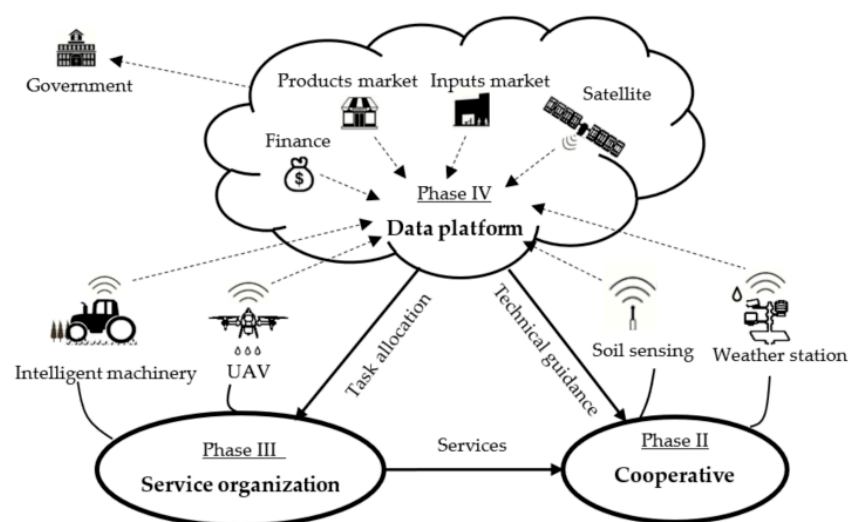 Government
Products market
Inputs market
Satellite
Finance
$
Phase IV
Data platform
Task allocation
Technical guidance
Intelligent machinery
UAV
Soil sensing
Weather station
Phase III
Service organization
Services
Phase II
Cooperative